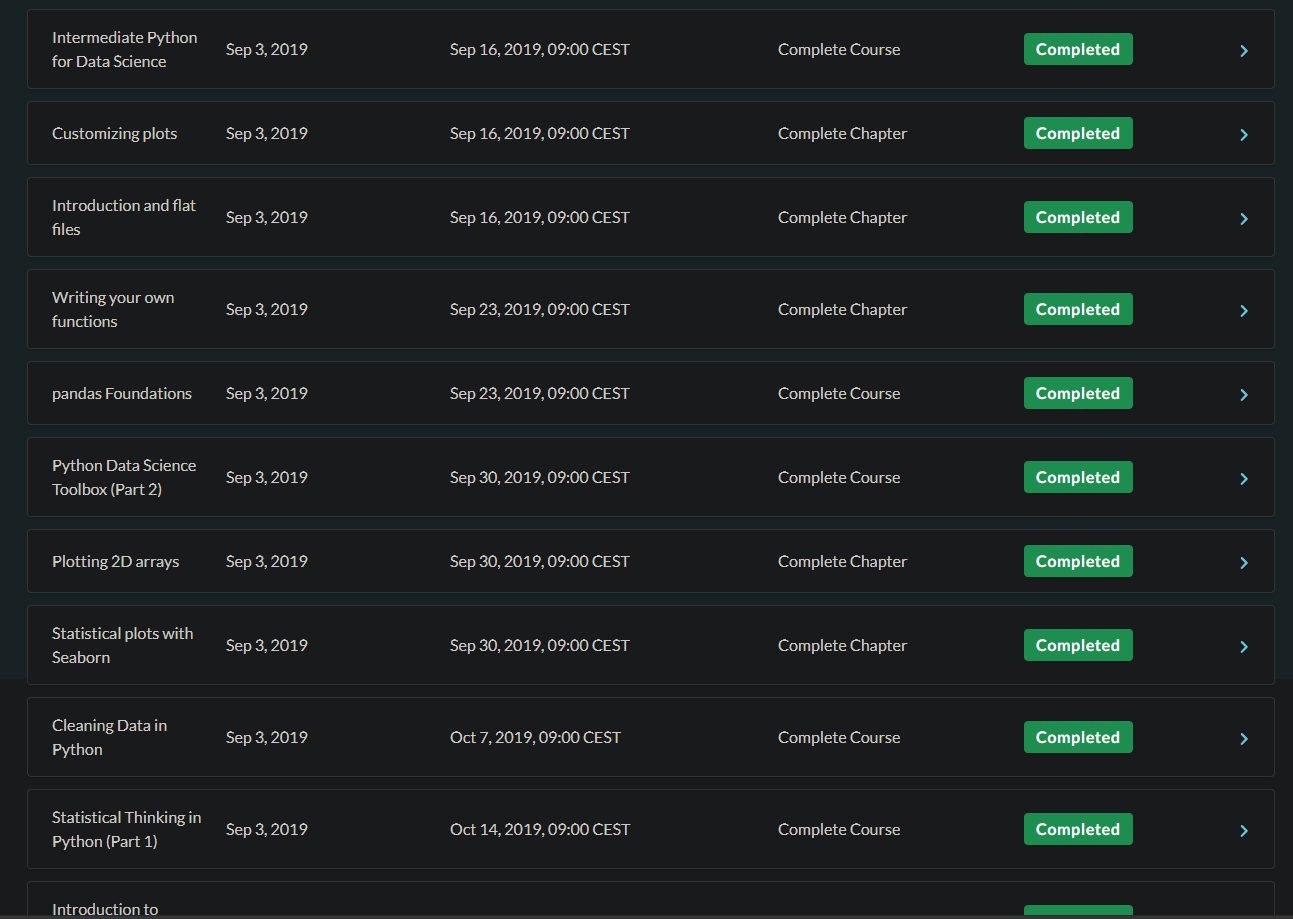 Intermediate Python
for Data Science
Sep 3, 2019
Sep 16, 2019, 09:00 CEST
Complete Course
Completed
Customizing plots
Sep 3, 2019
Sep 16, 2019, 09:00 CEST
Complete Chapter
Completed
Introduction and flat
files
Sep 3, 2019
Sep 16, 2019, 09:00 CEST
Complete Chapter
Completed
Writing your own
functions
Sep 3, 2019
Sep 23, 2019, 09:00 CEST
Complete Chapter
Completed
pandas Foundations
Sep 3, 2019
Sep 23, 2019, 09:00 CEST
Complete Course
Completed
Python Data Science
Toolbox (Part 2)
Sep 3, 2019
Sep 30, 2019, 09:00 CEST
Complete Course
Completed
Plotting 2D arrays
Sep 3, 2019
Sep 30, 2019, 09:00 CEST
Complete Chapter
Completed
Statistical plots with
Seaborn
Sep 3, 2019
Sep 30, 2019, 09:00 CEST
Complete Chapter
Completed
Cleaning Data in
Python
Sep 3, 2019
Oct 7, 2019, 09:00 CEST
Complete Course
Completed
Statistical Thinking in
Python (Part 1)
Sep 3, 2019
Oct 14, 2019, 09:00 CEST
Complete Course
Completed
Introduction to